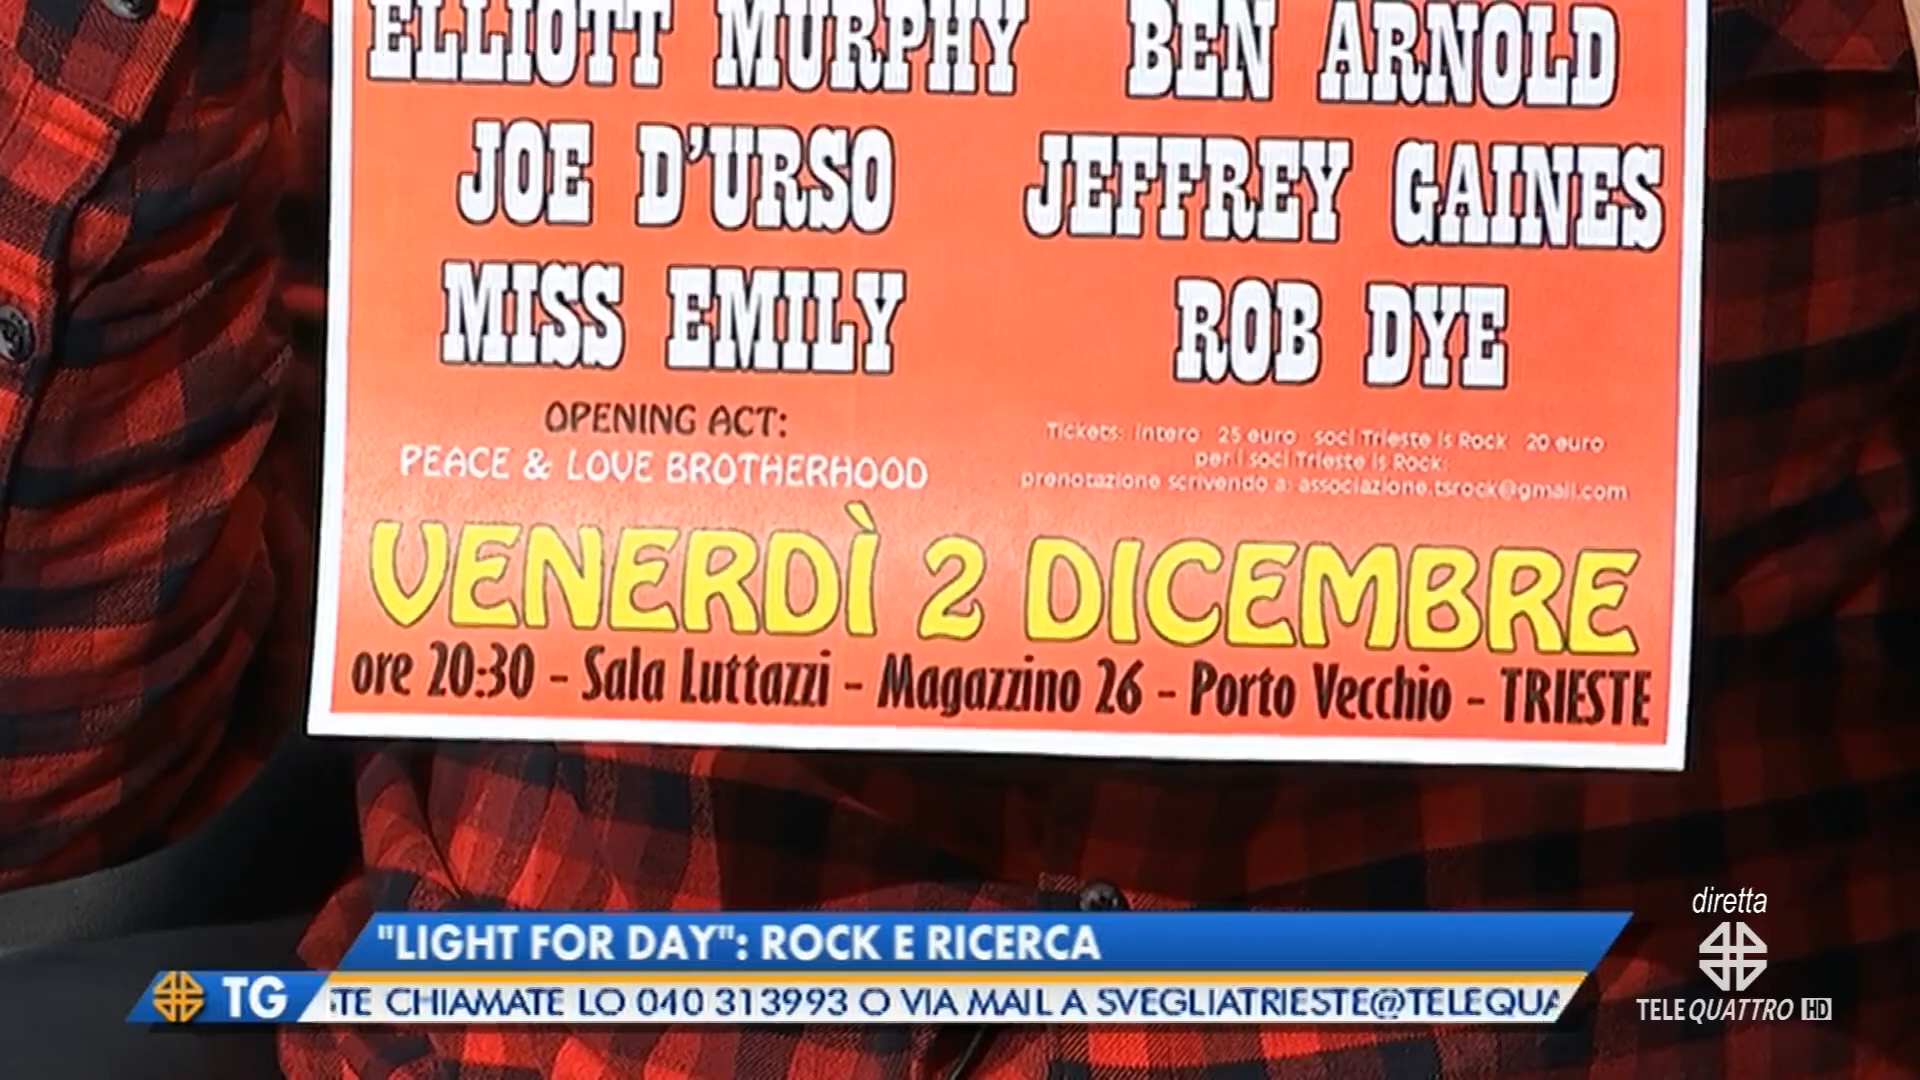 ELLIOTT MURPHY BEN ARNOLD
JOE D'URSO JEFFREY GAINES
MISS EMILY ROB DYE
OPENING ACT:
PEACE & LOVE BROTHERHOOD
Tickets: intero 25 euro soci Trieste is Rock 20 euro
per i soci Trieste is Rock:
prenotazione scrivendo a: associazione.tsrock@gmail.com
VENERDÌ 2 DICEMBRE
ore 20:30 - Sala Luttazzi - Magazzino 26 - Porto Vecchio - TRIESTE
diretta
"LIGHT FOR DAY": ROCK E RICERCA
TG TE CHIAMATE LO 040 313993 O VIA MAIL A SVEGLIATRIESTE@TELEQUA
TELEQUATTRO HD